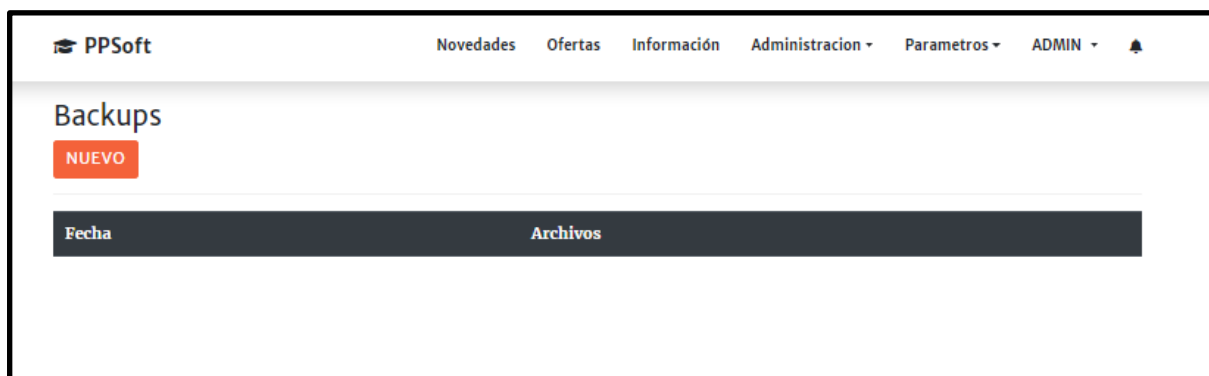 PPSoft Novedades Ofertas Información Administracion Parametros ADMIN
Backups
NUEVO
Fecha Archivos